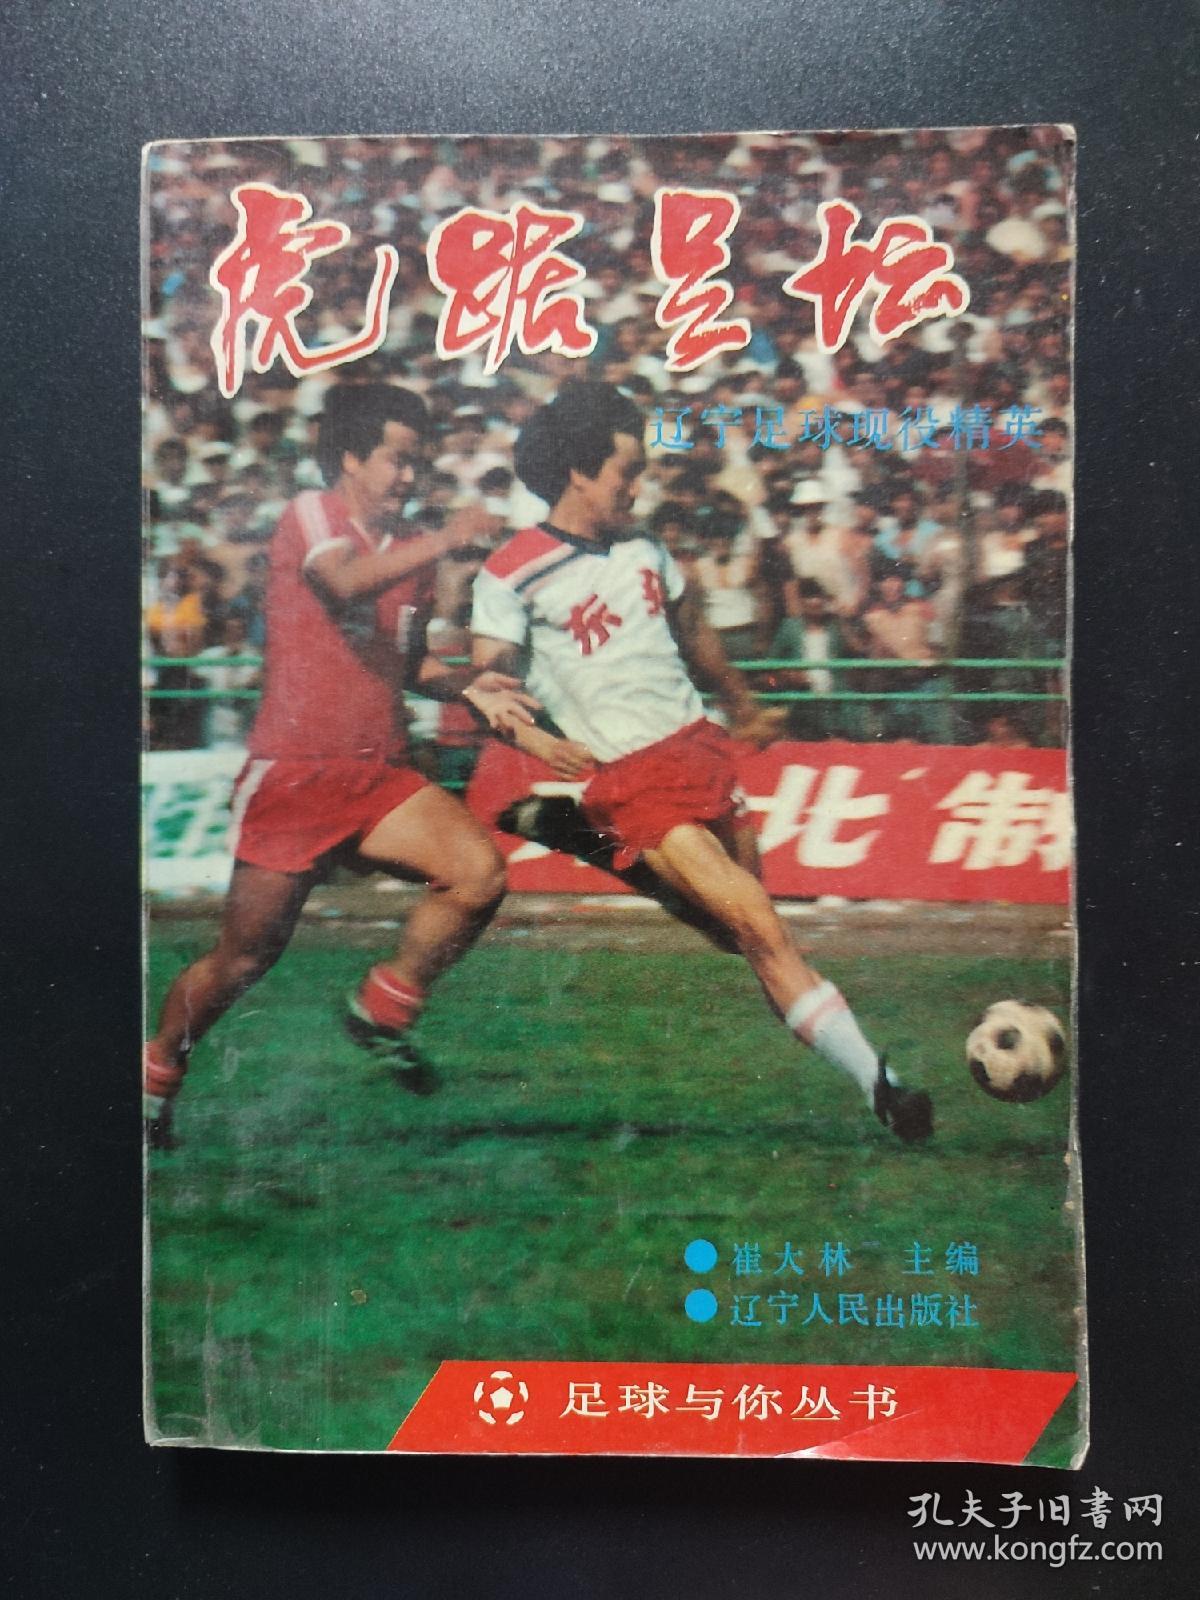 虎踞足坛
辽宁足球现役精英
东北
北制
●崔大林 主编
●辽宁人民出版社
足球与你丛书
孔夫子旧书网
www.kongfz.com